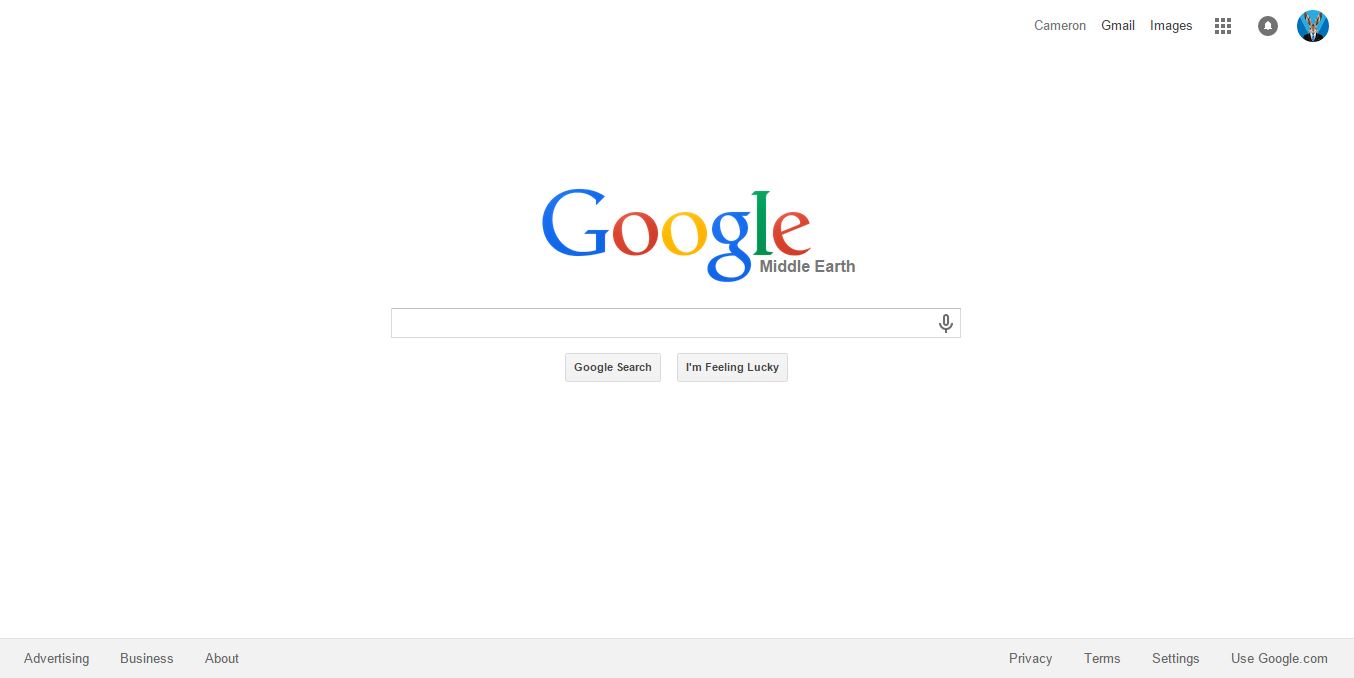 Cameron Gmail Images
Google
Middle Earth
Google Search I'm Feeling Lucky
Advertising Business About Privacy Terms Settings Use Google.com